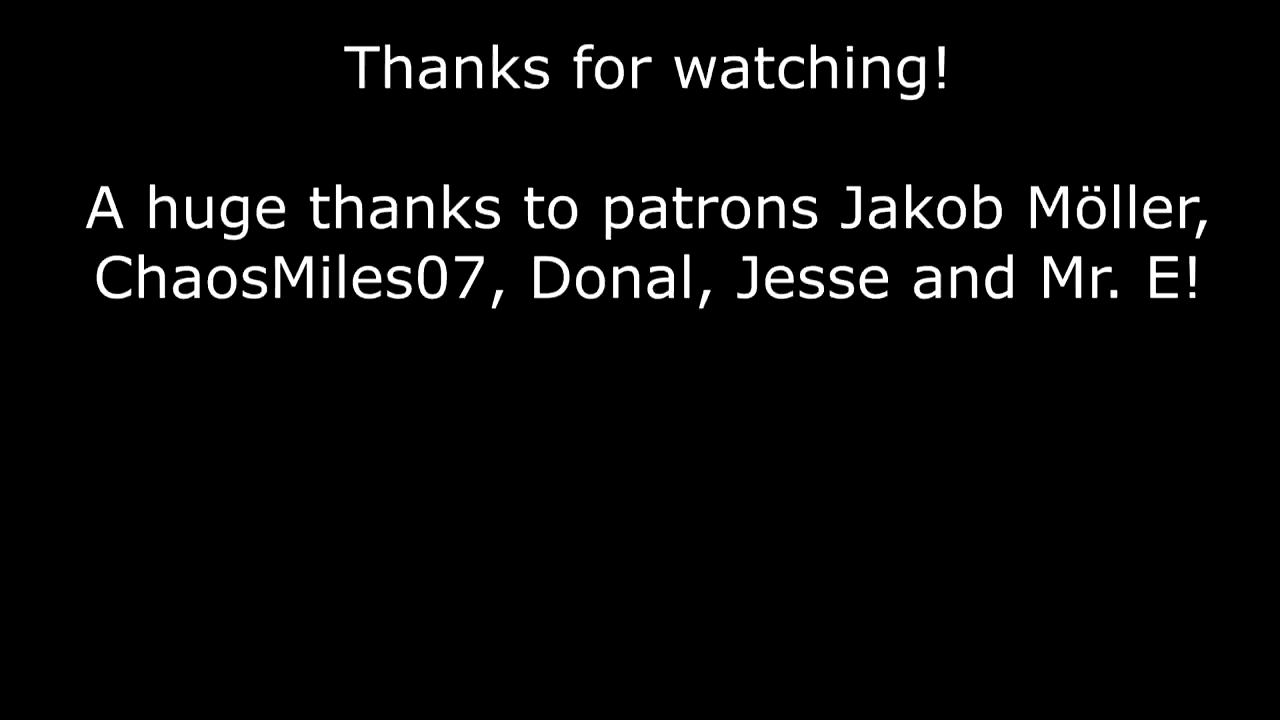 Thanks for watching!
A huge thanks to patrons Jakob Möller,
ChaosMiles07, Donal, Jesse and Mr. E!